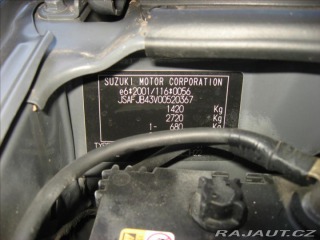 SUZUKI MOTOR CORPORATION
e6*2001/116*0056
JSAFJB43V00520367
1420 Kg
2720 Kg
1- 680 Kg
RAJAUT.CZ